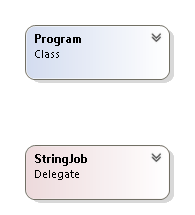 Program
Class
StringJob
Delegate